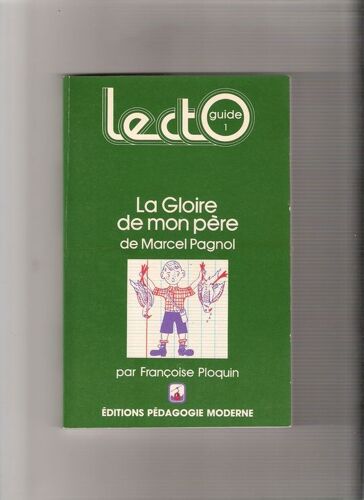 lectO
guide
1
La Gloire
de mon père
de Marcel Pagnol
par Françoise Ploquin
ÉDITIONS PÉDAGOGIE MODERNE